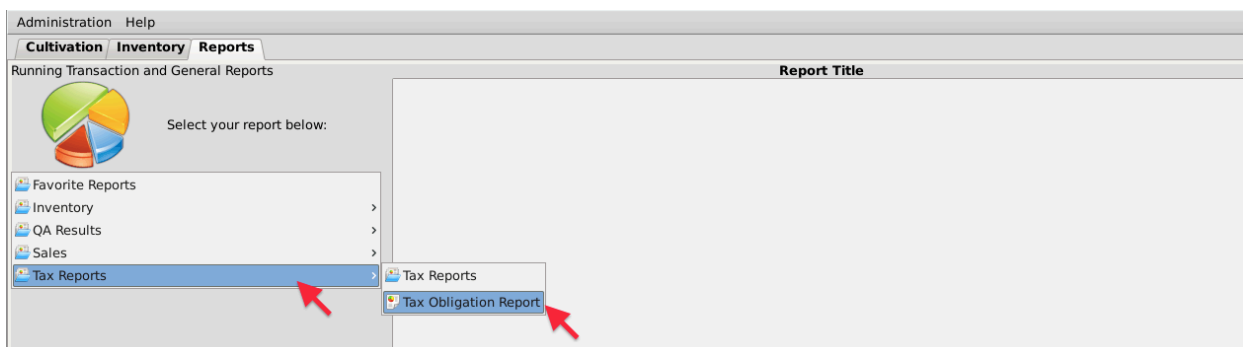 Administration Help
Cultivation Inventory Reports
Running Transaction and General Reports
Report Title
Select your report below:
Favorite Reports
Inventory
QA Results
Sales
Tax Reports
Tax Reports
Tax Obligation Report